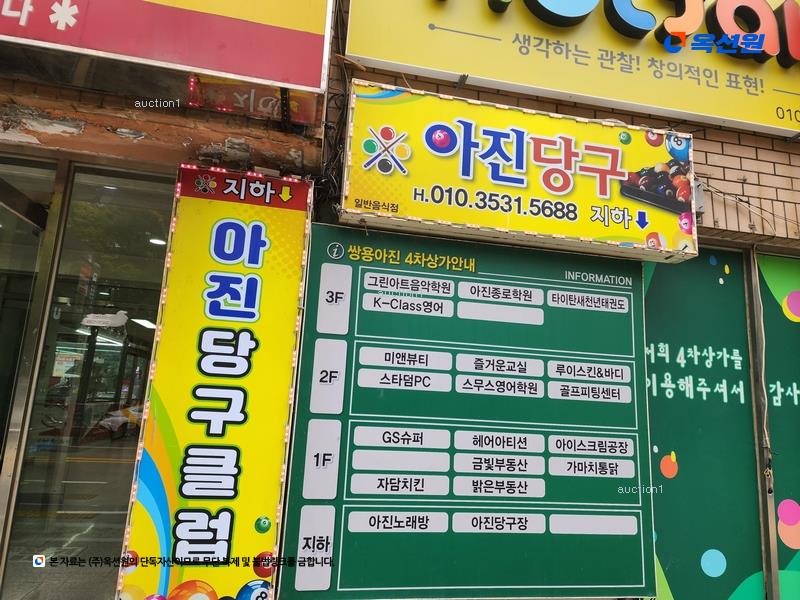 나
auction1
생각하는 관찰! 창의적인 표현!
옥션원
010
지하
아진당구클럽
아진당구
일반음식점
H.010.3531.5688 지하
쌍용아진 4차상가안내
INFORMATION
3F
그린아트음악학원 아진종로학원 타이탄새천년태권도
K-Class영어
2F
미앤뷰티 즐거운교실 루이스킨&바디
스타덤PC 스무스영어학원 골프피팅센터
1F
GS슈퍼 헤어아티션 아이스크림공장
금빛부동산 가마치통닭
자담치킨 밝은부동산
지하
아진노래방 아진당구장
저희 4차상가를
이용해주셔서 감사
auction1
본 자료는 (주)옥션원의 단독자산이므로 무단 복제 및 불법링크를 금합니다.